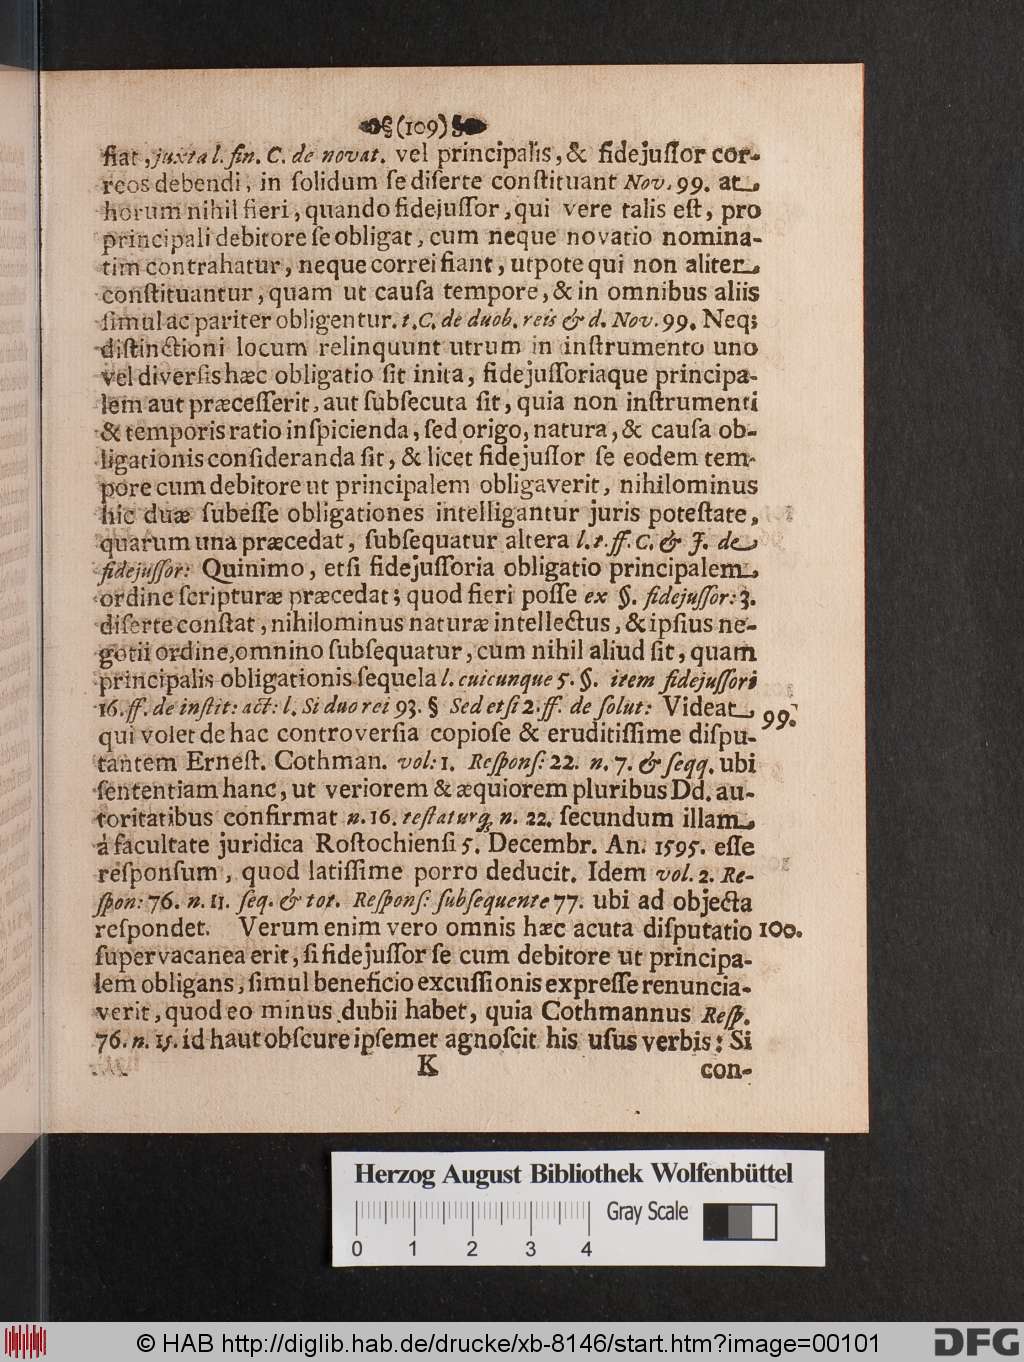 §(109)§
fiat, juxta l. fin. C. de novat. vel principalis, & fidejuſſor cor-
reos debendi, in ſolidum ſe diſerte conſtituant Nov. 99. at
horum nihil fieri, quando fidejuſſor, qui vere talis eſt, pro
principali debitore ſe obligat, cum neque novatio nomina-
tim contrahatur, neque correi fiant, utpote qui non aliter
conſtituantur, quam ut cauſa tempore, & in omnibus aliis
ſimul ac pariter obligentur. t. C. de duob. reis & d. Nov. 99. Neq;
diſtinctioni locum relinquunt utrum in inſtrumento uno
vel diverſis hæc obligatio ſit inita, fidejuſſoriaque principa-
lem aut præceſſerit, aut ſubſecuta ſit, quia non inſtrumenti
& temporis ratio inſpicienda, ſed origo, natura, & cauſa ob-
ligationis conſideranda ſit, & licet fidejuſſor ſe eodem tem-
pore cum debitore ut principalem obligaverit, nihilominus
hic duæ ſubeſſe obligationes intelligantur juris poteſtate,
quarum una præcedat, ſubſequatur altera l. t. ff. C. & J. de
fidejuſſor: Quinimo, etſi fidejuſſoria obligatio principalem
ordine ſcripturæ præcedat; quod fieri poſſe ex §. fidejuſſor: 3.
diſerte conſtat, nihilominus naturæ intellectus, & ipſius ne-
gotii ordine, omnino ſubſequatur, cum nihil aliud ſit, quam
principalis obligationis ſequela l. cuicunque 5. §. item fidejuſſori
16. ff. de inſtit: act: l. Si duo rei 93. § Sed etſi 2. ff. de ſolut: Videat
99.
qui volet de hac controverſia copioſe & eruditiſſime diſpu-
tantem Erneſt. Cothman. vol: 1. Reſponſ: 22. n. 7. & ſeqq. ubi
ſententiam hanc, ut veriorem & æquiorem pluribus Dd. au-
toritatibus confirmat n. 16. teſtaturq; n. 22. ſecundum illam
á facultate juridica Roſtochienſi 5. Decembr. An. 1595. eſſe
reſponſum, quod latiſſime porro deducit. Idem vol. 2. Re-
ſpon: 76. n. 11. ſeq. & tot. Reſponſ: ſubſequente 77. ubi ad objecta
reſpondet. Verum enim vero omnis hæc acuta diſputatio 100.
ſupervacanea erit, ſi fidejuſſor ſe cum debitore ut principa-
lem obligans, ſimul beneficio excuſſionis expreſſe renuncia-
verit, quod eo minus dubii habet, quia Cothmannus Reſp.
76. n. 15. id haut obſcure ipſemet agnoſcit his uſus verbis: Si
K
con-
Herzog August Bibliothek Wolfenbüttel
Gray Scale
0 1 2 3 4
© HAB http://diglib.hab.de/drucke/xb-8146/start.htm?image=00101
DFG